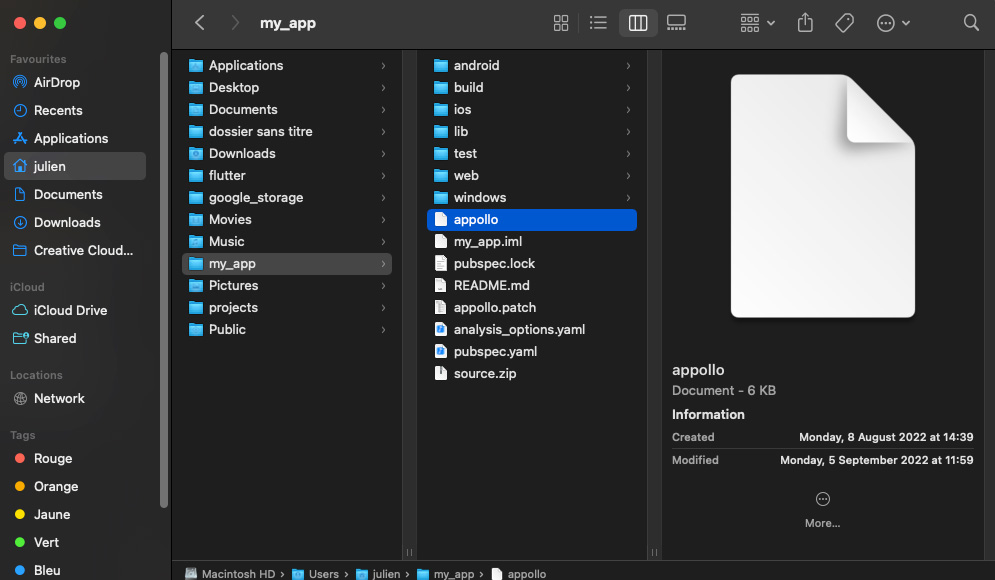 my_app
Favourites
AirDrop
Recents
Applications
julien
Documents
Downloads
Creative Cloud...
iCloud
iCloud Drive
Shared
Locations
Network
Tags
Rouge
Orange
Jaune
Vert
Bleu
Applications
Desktop
Documents
dossier sans titre
Downloads
flutter
google_storage
Movies
Music
my_app
Pictures
projects
Public
android
build
ios
lib
test
web
windows
appollo
my_app.iml
pubspec.lock
README.md
appollo.patch
analysis_options.yaml
pubspec.yaml
source.zip
appollo
Document - 6 KB
Information
Created Monday, 8 August 2022 at 14:39
Modified Monday, 5 September 2022 at 11:59
More...
Macintosh HD › Users › julien › my_app › appollo